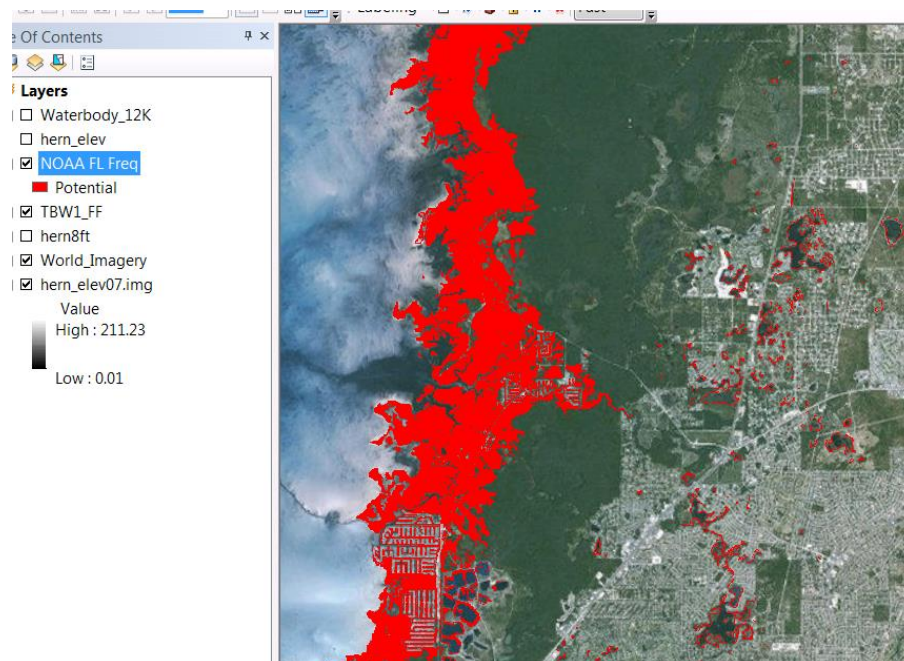 Labeling
Fast
e Of Contents
Layers
Waterbody_12K
hern_elev
NOAA FL Freq
Potential
TBW1_FF
hern8ft
World_Imagery
hern_elev07.img
Value
High : 211.23
Low : 0.01